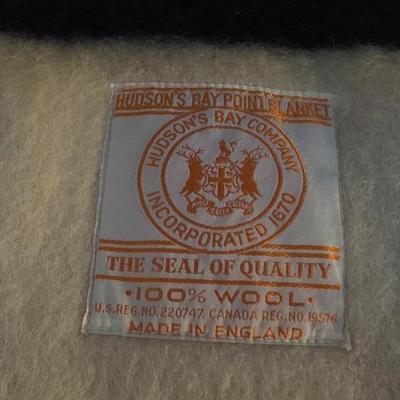 HUDSON'S BAY POINT BLANKET
HUDSON'S BAY COMPANY
INCORPORATED 1670
THE SEAL OF QUALITY
·100% WOOL·
U.S. REG. NO. 220747. CANADA REG. NO. 19576
MADE IN ENGLAND